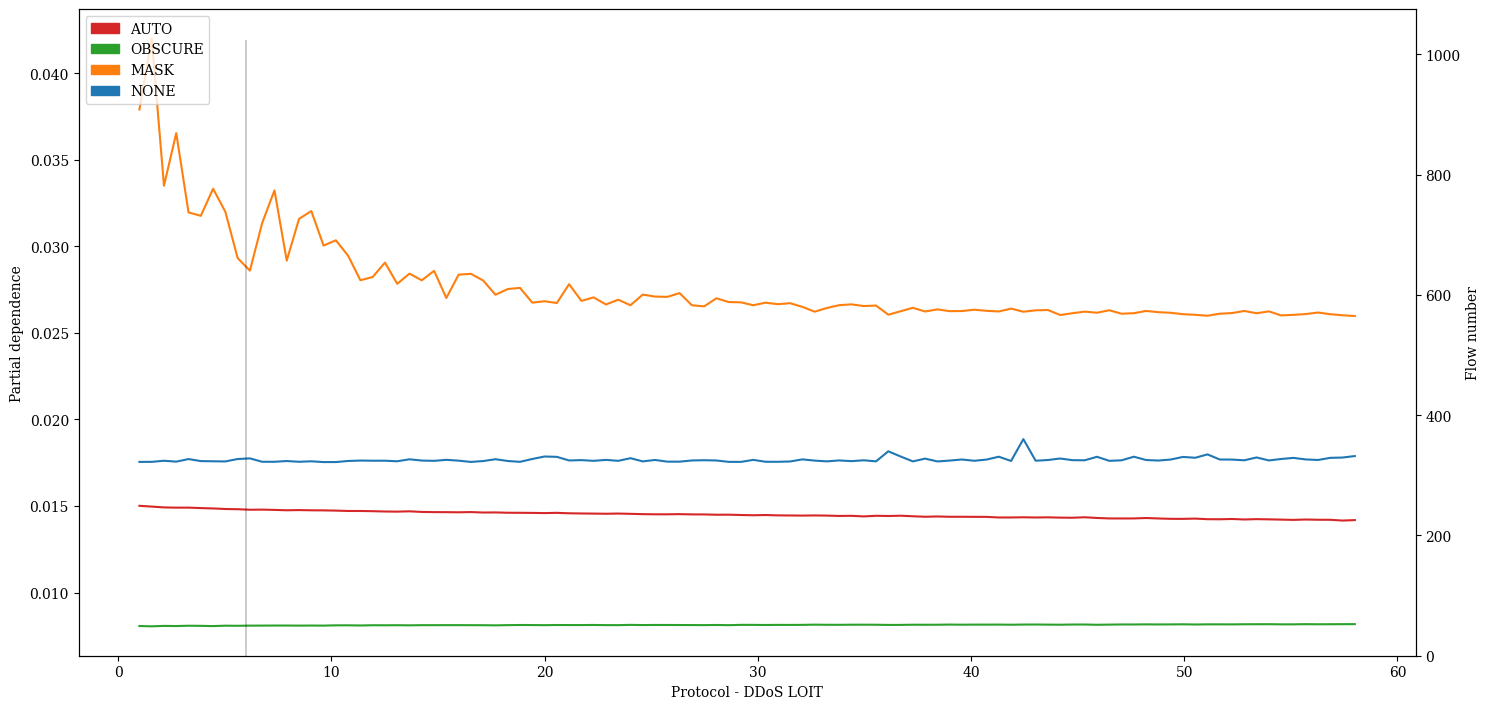 AUTO
OBSCURE
MASK
NONE
0.040
0.035
0.030
0.025
0.020
0.015
0.010
Partial dependence
1000
800
600
400
200
0
Flow number
0 10 20 30 40 50 60
Protocol - DDoS LOIT